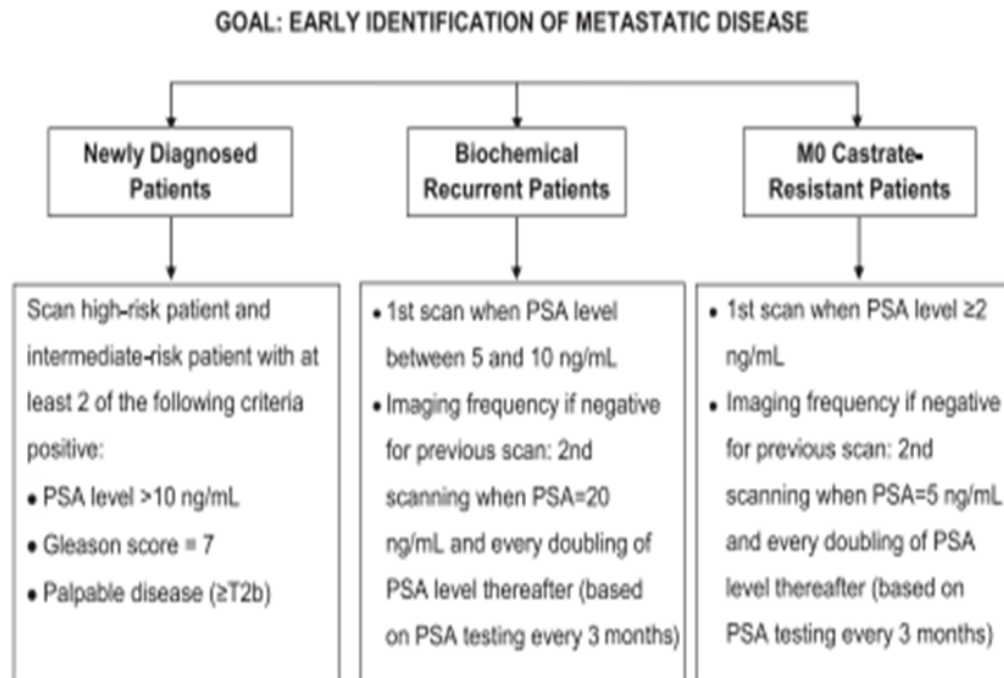 GOAL: EARLY IDENTIFICATION OF METASTATIC DISEASE
Newly Diagnosed
Patients
Biochemical
Recurrent Patients
M0 Castrate-
Resistant Patients
Scan high-risk patient and
intermediate-risk patient with at
least 2 of the following criteria
positive:
• PSA level >10 ng/mL
• Gleason score = 7
• Palpable disease (≥T2b)
• 1st scan when PSA level
between 5 and 10 ng/mL
• Imaging frequency if negative
for previous scan: 2nd
scanning when PSA=20
ng/mL and every doubling of
PSA level thereafter (based
on PSA testing every 3 months)
• 1st scan when PSA level ≥2
ng/mL
• Imaging frequency if negative
for previous scan: 2nd
scanning when PSA=5 ng/mL
and every doubling of PSA
level thereafter (based on
PSA testing every 3 months)